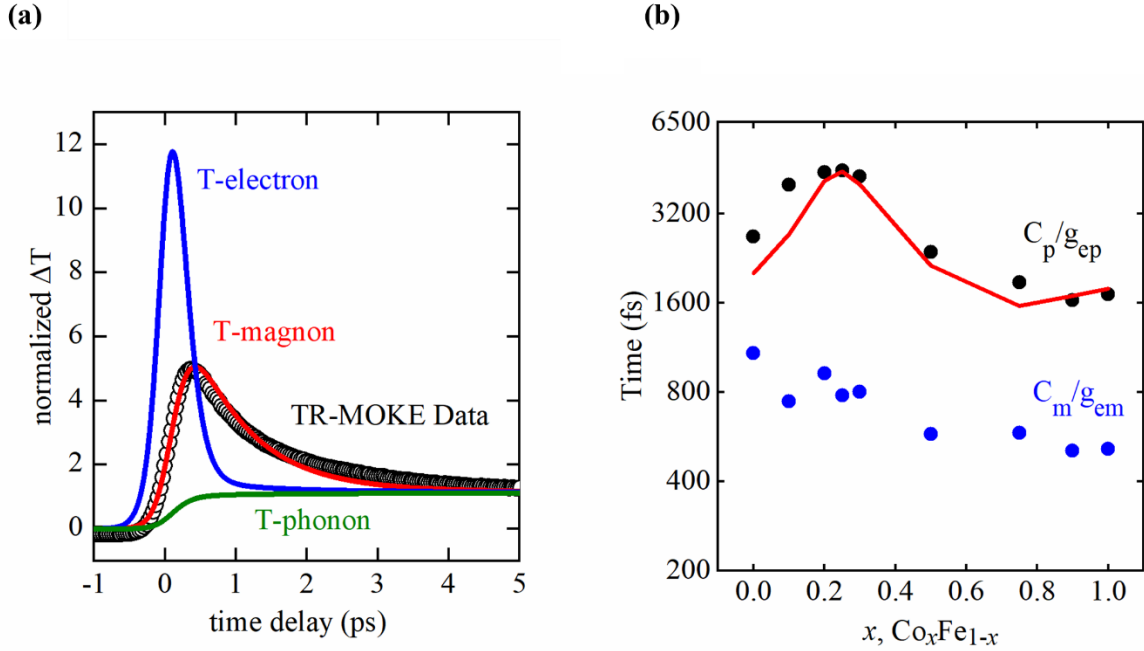 (a)
(b)
normalized ΔT
12
10
8
6
4
2
0
T-electron
T-magnon
TR-MOKE Data
T-phonon
-1 0 1 2 3 4 5
time delay (ps)
Time (fs)
6500
3200
1600
800
400
200
Cₚ/gₑₚ
Cₘ/gₑₘ
0.0 0.2 0.4 0.6 0.8 1.0
x, CoₓFe₁₋ₓ